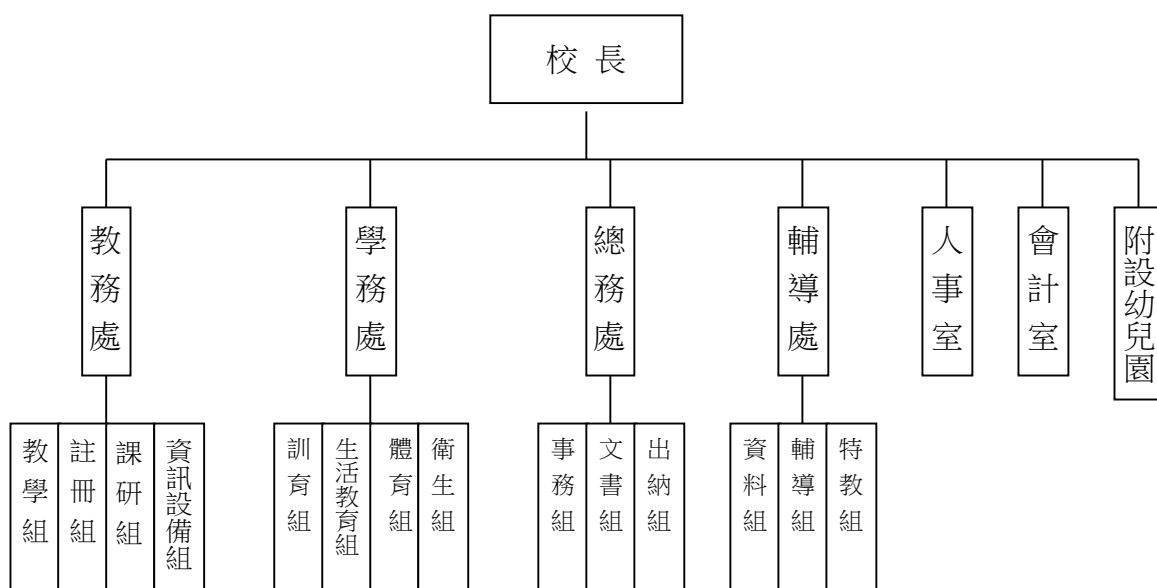 校長
教務處
學務處
總務處
輔導處
人事室
會計室
附設幼兒園
教學組
註冊組
課研組
資訊設備組
訓育組
生活教育組
體育組
衛生組
事務組
文書組
出納組
資料組
輔導組
特教組